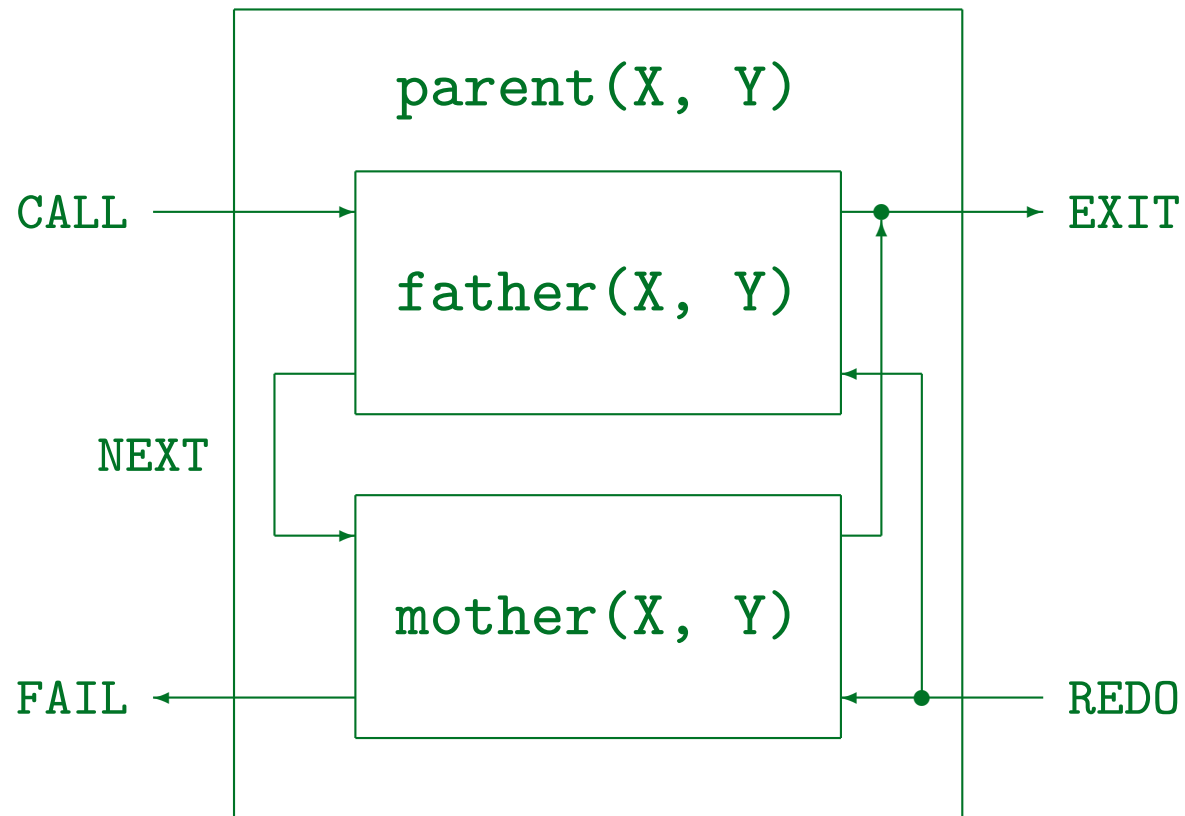 parent(X, Y)
CALL
EXIT
father(X, Y)
NEXT
mother(X, Y)
FAIL
REDO